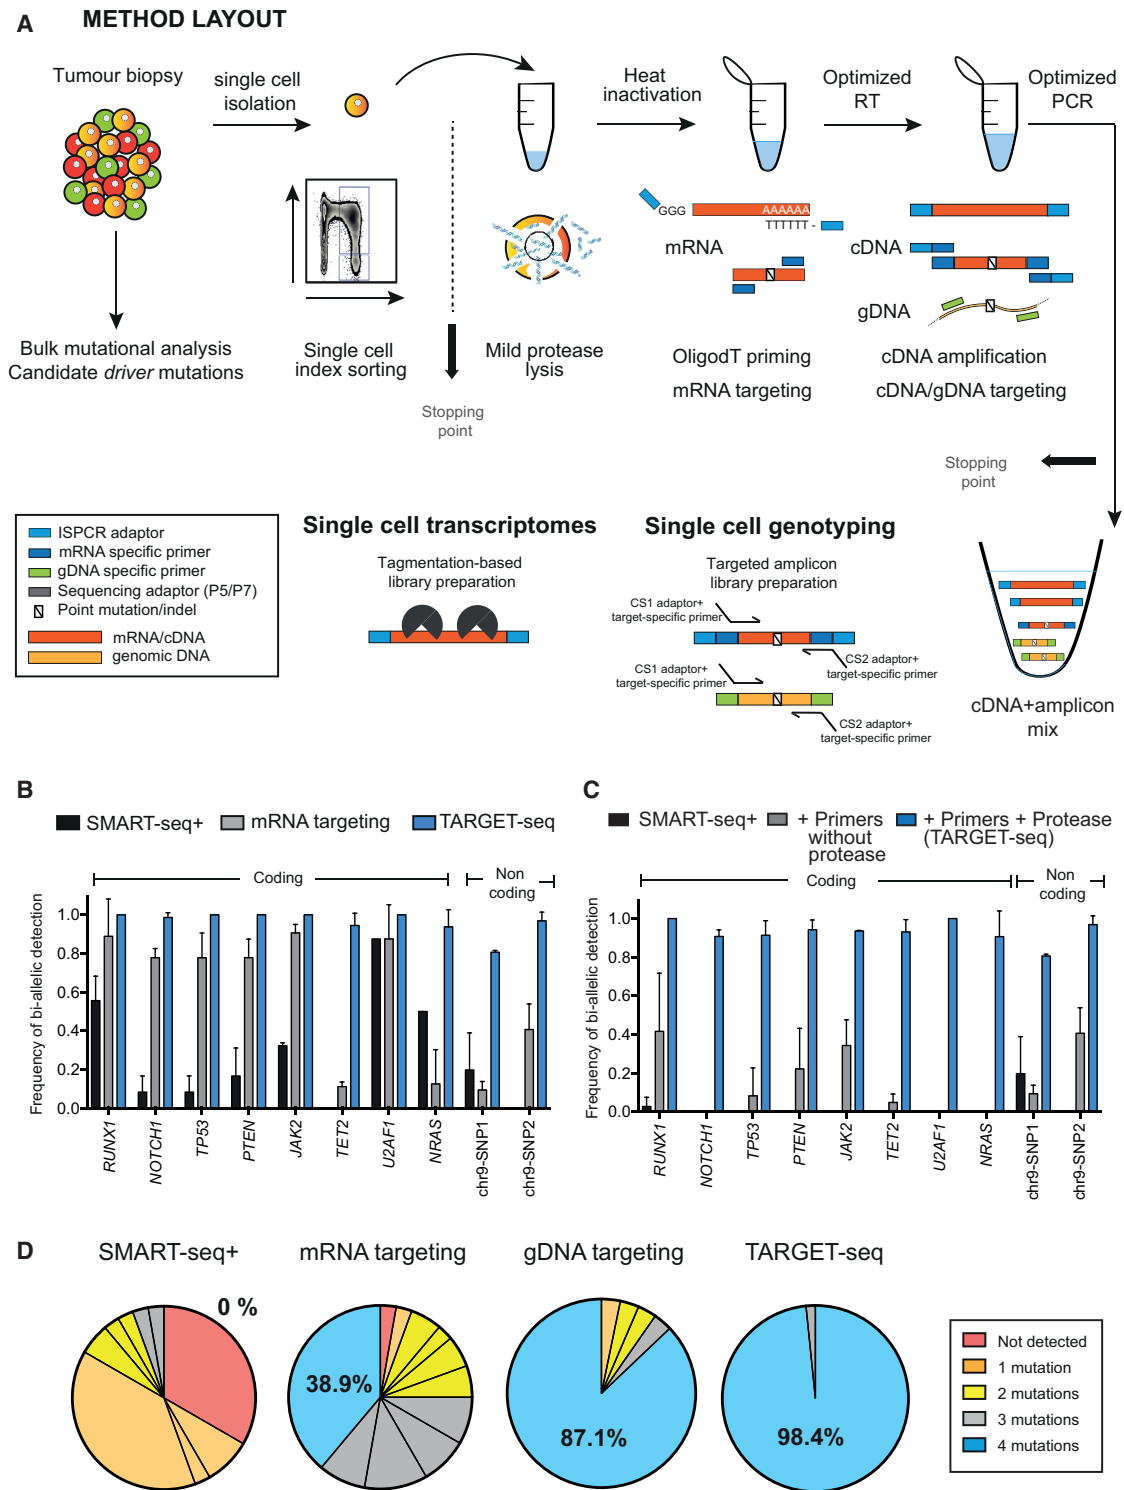 A
METHOD LAYOUT
Tumour biopsy
single cell
isolation
Heat
inactivation
Optimized
RT
Optimized
PCR
GGG
AAAAAA
TTTTTT -
mRNA
cDNA
gDNA
Bulk mutational analysis
Candidate driver mutations
Single cell
index sorting
Stopping
point
Mild protease
lysis
OligodT priming
mRNA targeting
cDNA amplification
cDNA/gDNA targeting
Stopping
point
ISPCR adaptor
mRNA specific primer
gDNA specific primer
Sequencing adaptor (P5/P7)
Point mutation/indel
mRNA/cDNA
genomic DNA
Single cell transcriptomes
Tagmentation-based
library preparation
Single cell genotyping
Targeted amplicon
library preparation
CS1 adaptor+
target-specific primer
CS2 adaptor+
target-specific primer
CS1 adaptor+
target-specific primer
CS2 adaptor+
target-specific primer
cDNA+amplicon
mix
B
SMART-seq+
mRNA targeting
TARGET-seq
Coding
Non
coding
Frequency of bi-allelic detection
1.0
0.8
0.6
0.4
0.2
0.0
RUNX1
NOTCH1
TP53
PTEN
JAK2
TET2
U2AF1
NRAS
chr9-SNP1
chr9-SNP2
C
SMART-seq+
+ Primers
without
protease
+ Primers + Protease
(TARGET-seq)
Coding
Non
coding
Frequency of bi-allelic detection
1.0
0.8
0.6
0.4
0.2
0.0
RUNX1
NOTCH1
TP53
PTEN
JAK2
TET2
U2AF1
NRAS
chr9-SNP1
chr9-SNP2
D
SMART-seq+
0 %
mRNA targeting
38.9%
gDNA targeting
87.1%
TARGET-seq
98.4%
Not detected
1 mutation
2 mutations
3 mutations
4 mutations